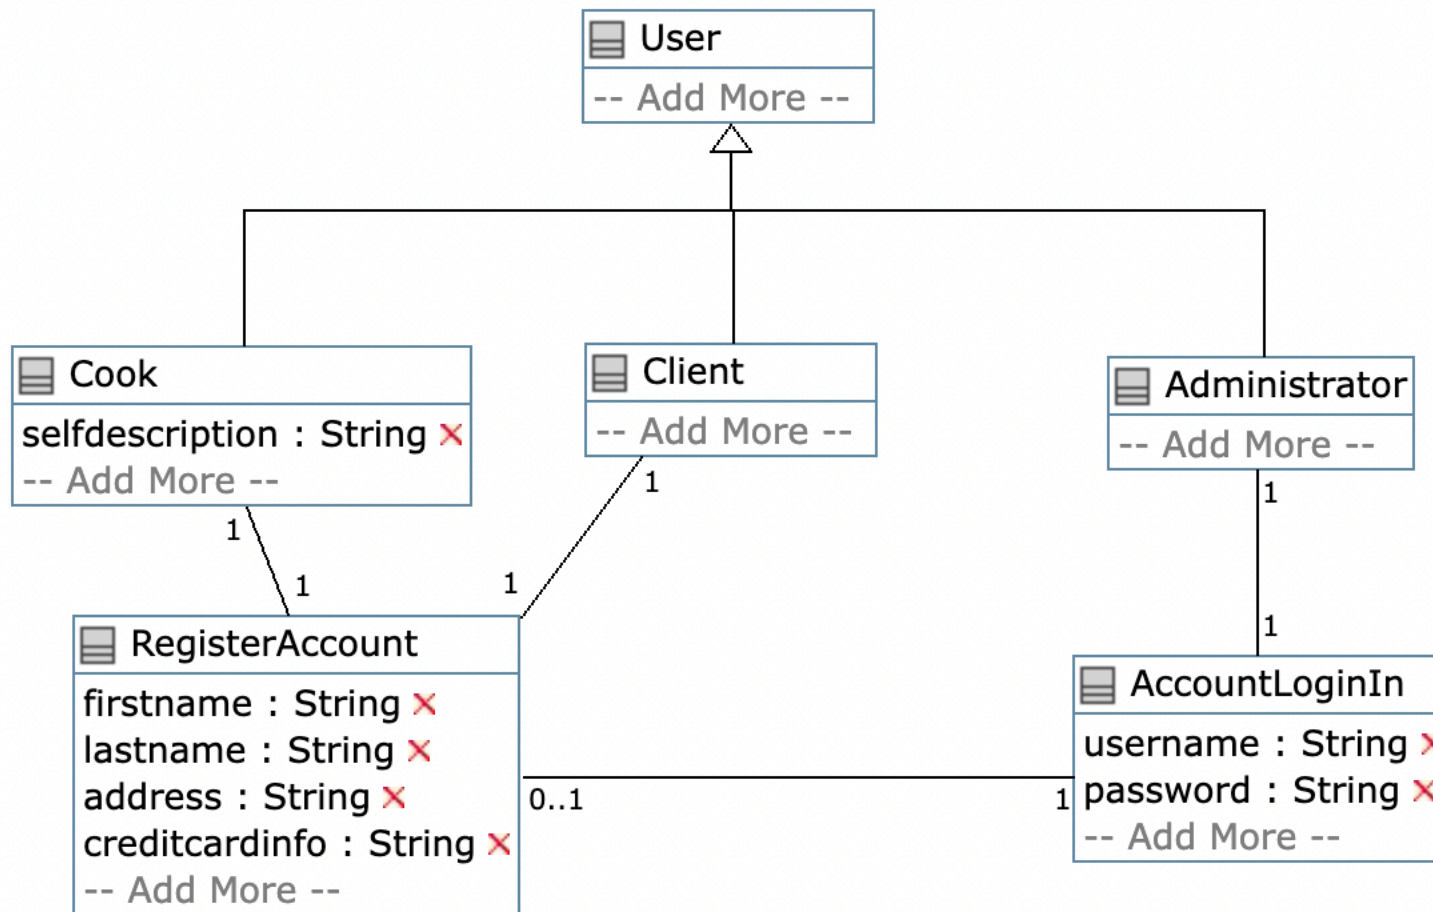 User
-- Add More --
Cook
selfdescription : String
-- Add More --
Client
-- Add More --
Administrator
-- Add More --
1
1
1
1
1
1
RegisterAccount
firstname : String
lastname : String
address : String
creditcardinfo : String
-- Add More --
0..1
1
AccountLoginIn
username : String
password : String
-- Add More --